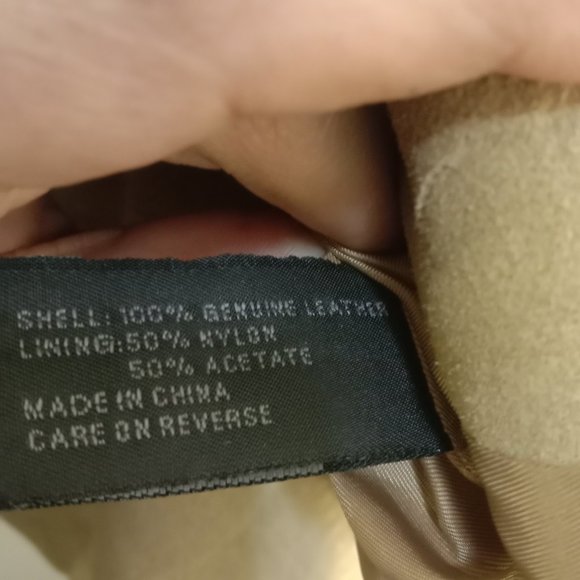 SHELL: 100% GENUINE LEATHER
LINING: 50% NYLON
50% ACETATE
MADE IN CHINA
CARE ON REVERSE